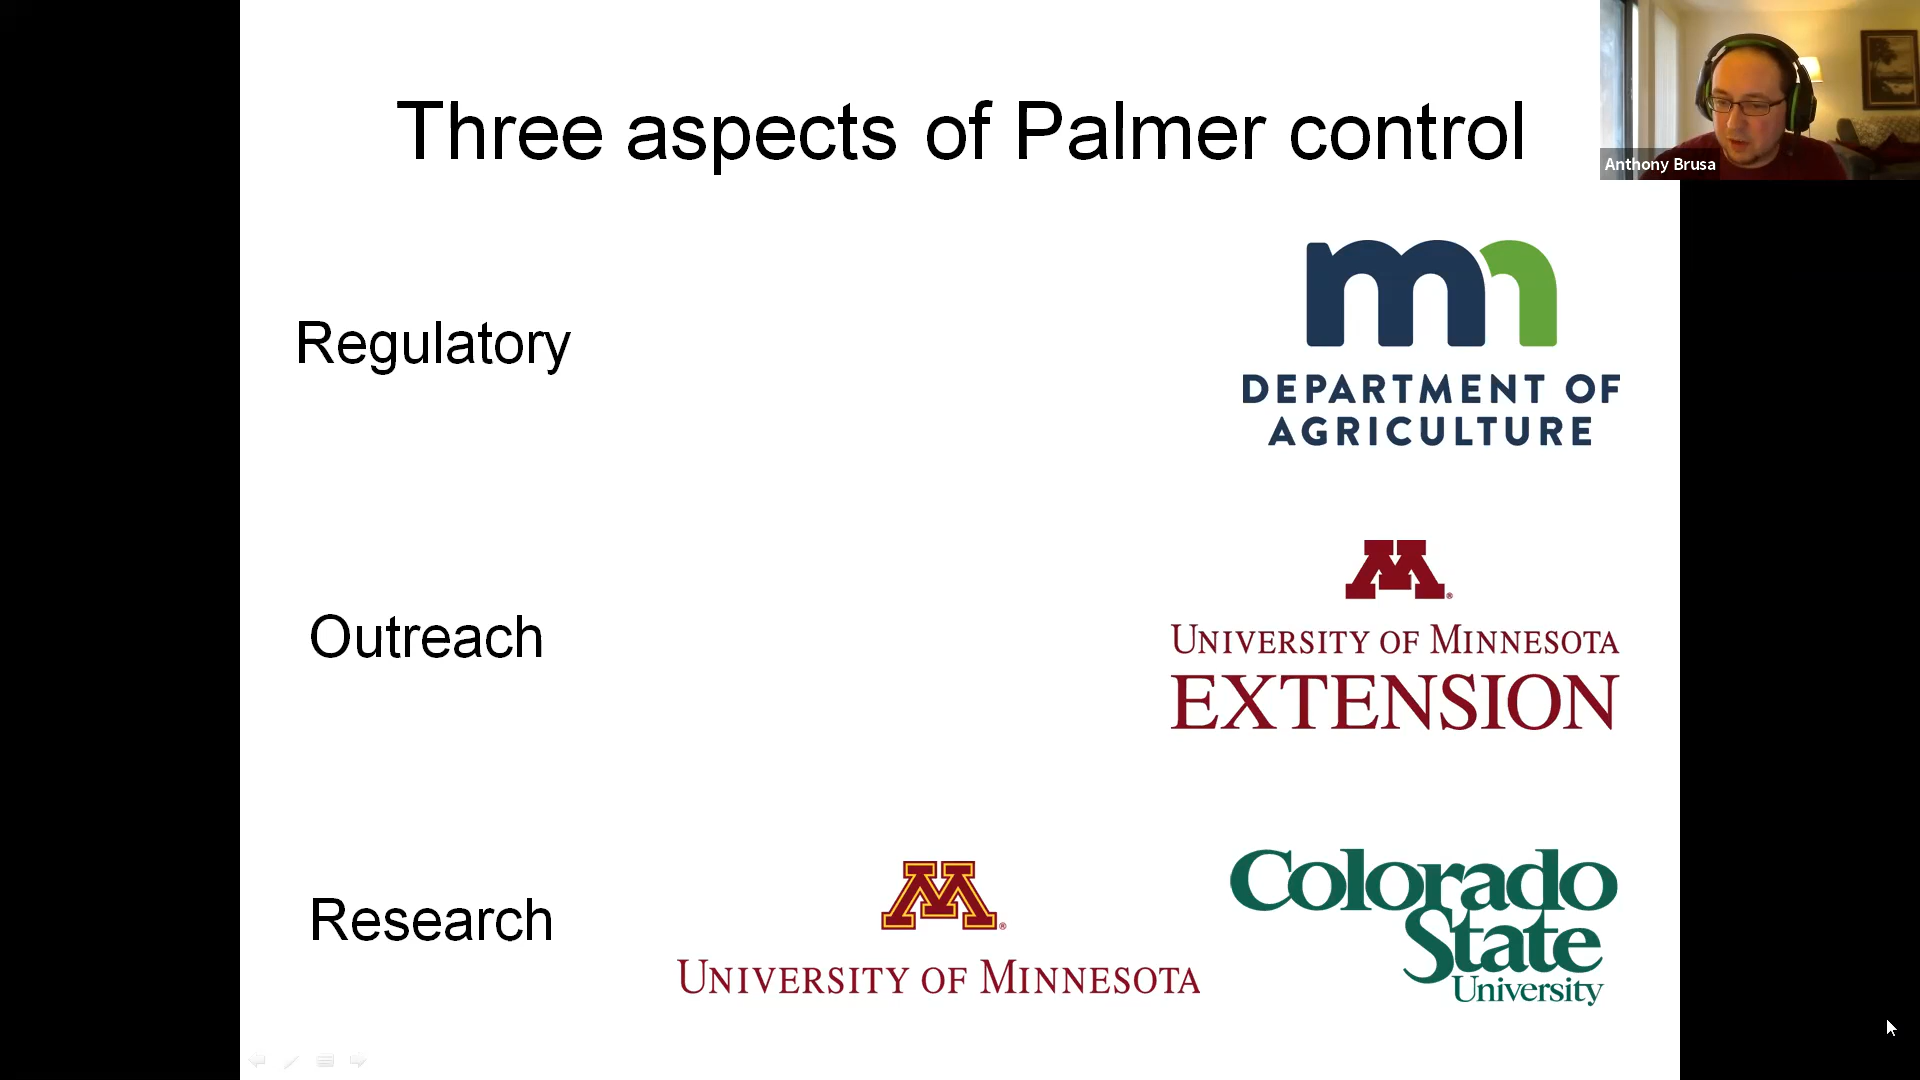 Three aspects of Palmer control
Anthony Brusa
Regulatory
mn
DEPARTMENT OF
AGRICULTURE
Outreach
M®
UNIVERSITY OF MINNESOTA
EXTENSION
Research
M®
UNIVERSITY OF MINNESOTA
Colorado
State
University